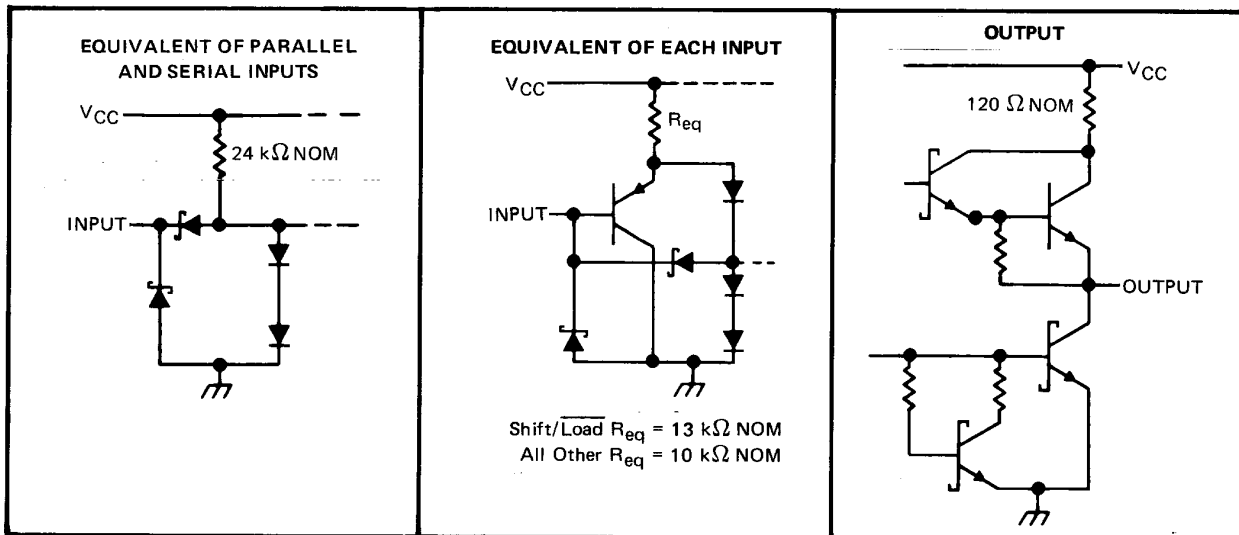 EQUIVALENT OF PARALLEL
AND SERIAL INPUTS
VCC
24 kΩ NOM
INPUT
EQUIVALENT OF EACH INPUT
VCC
Req
INPUT
Shift/Load Req = 13 kΩ NOM
All Other Req = 10 kΩ NOM
OUTPUT
VCC
120 Ω NOM
OUTPUT